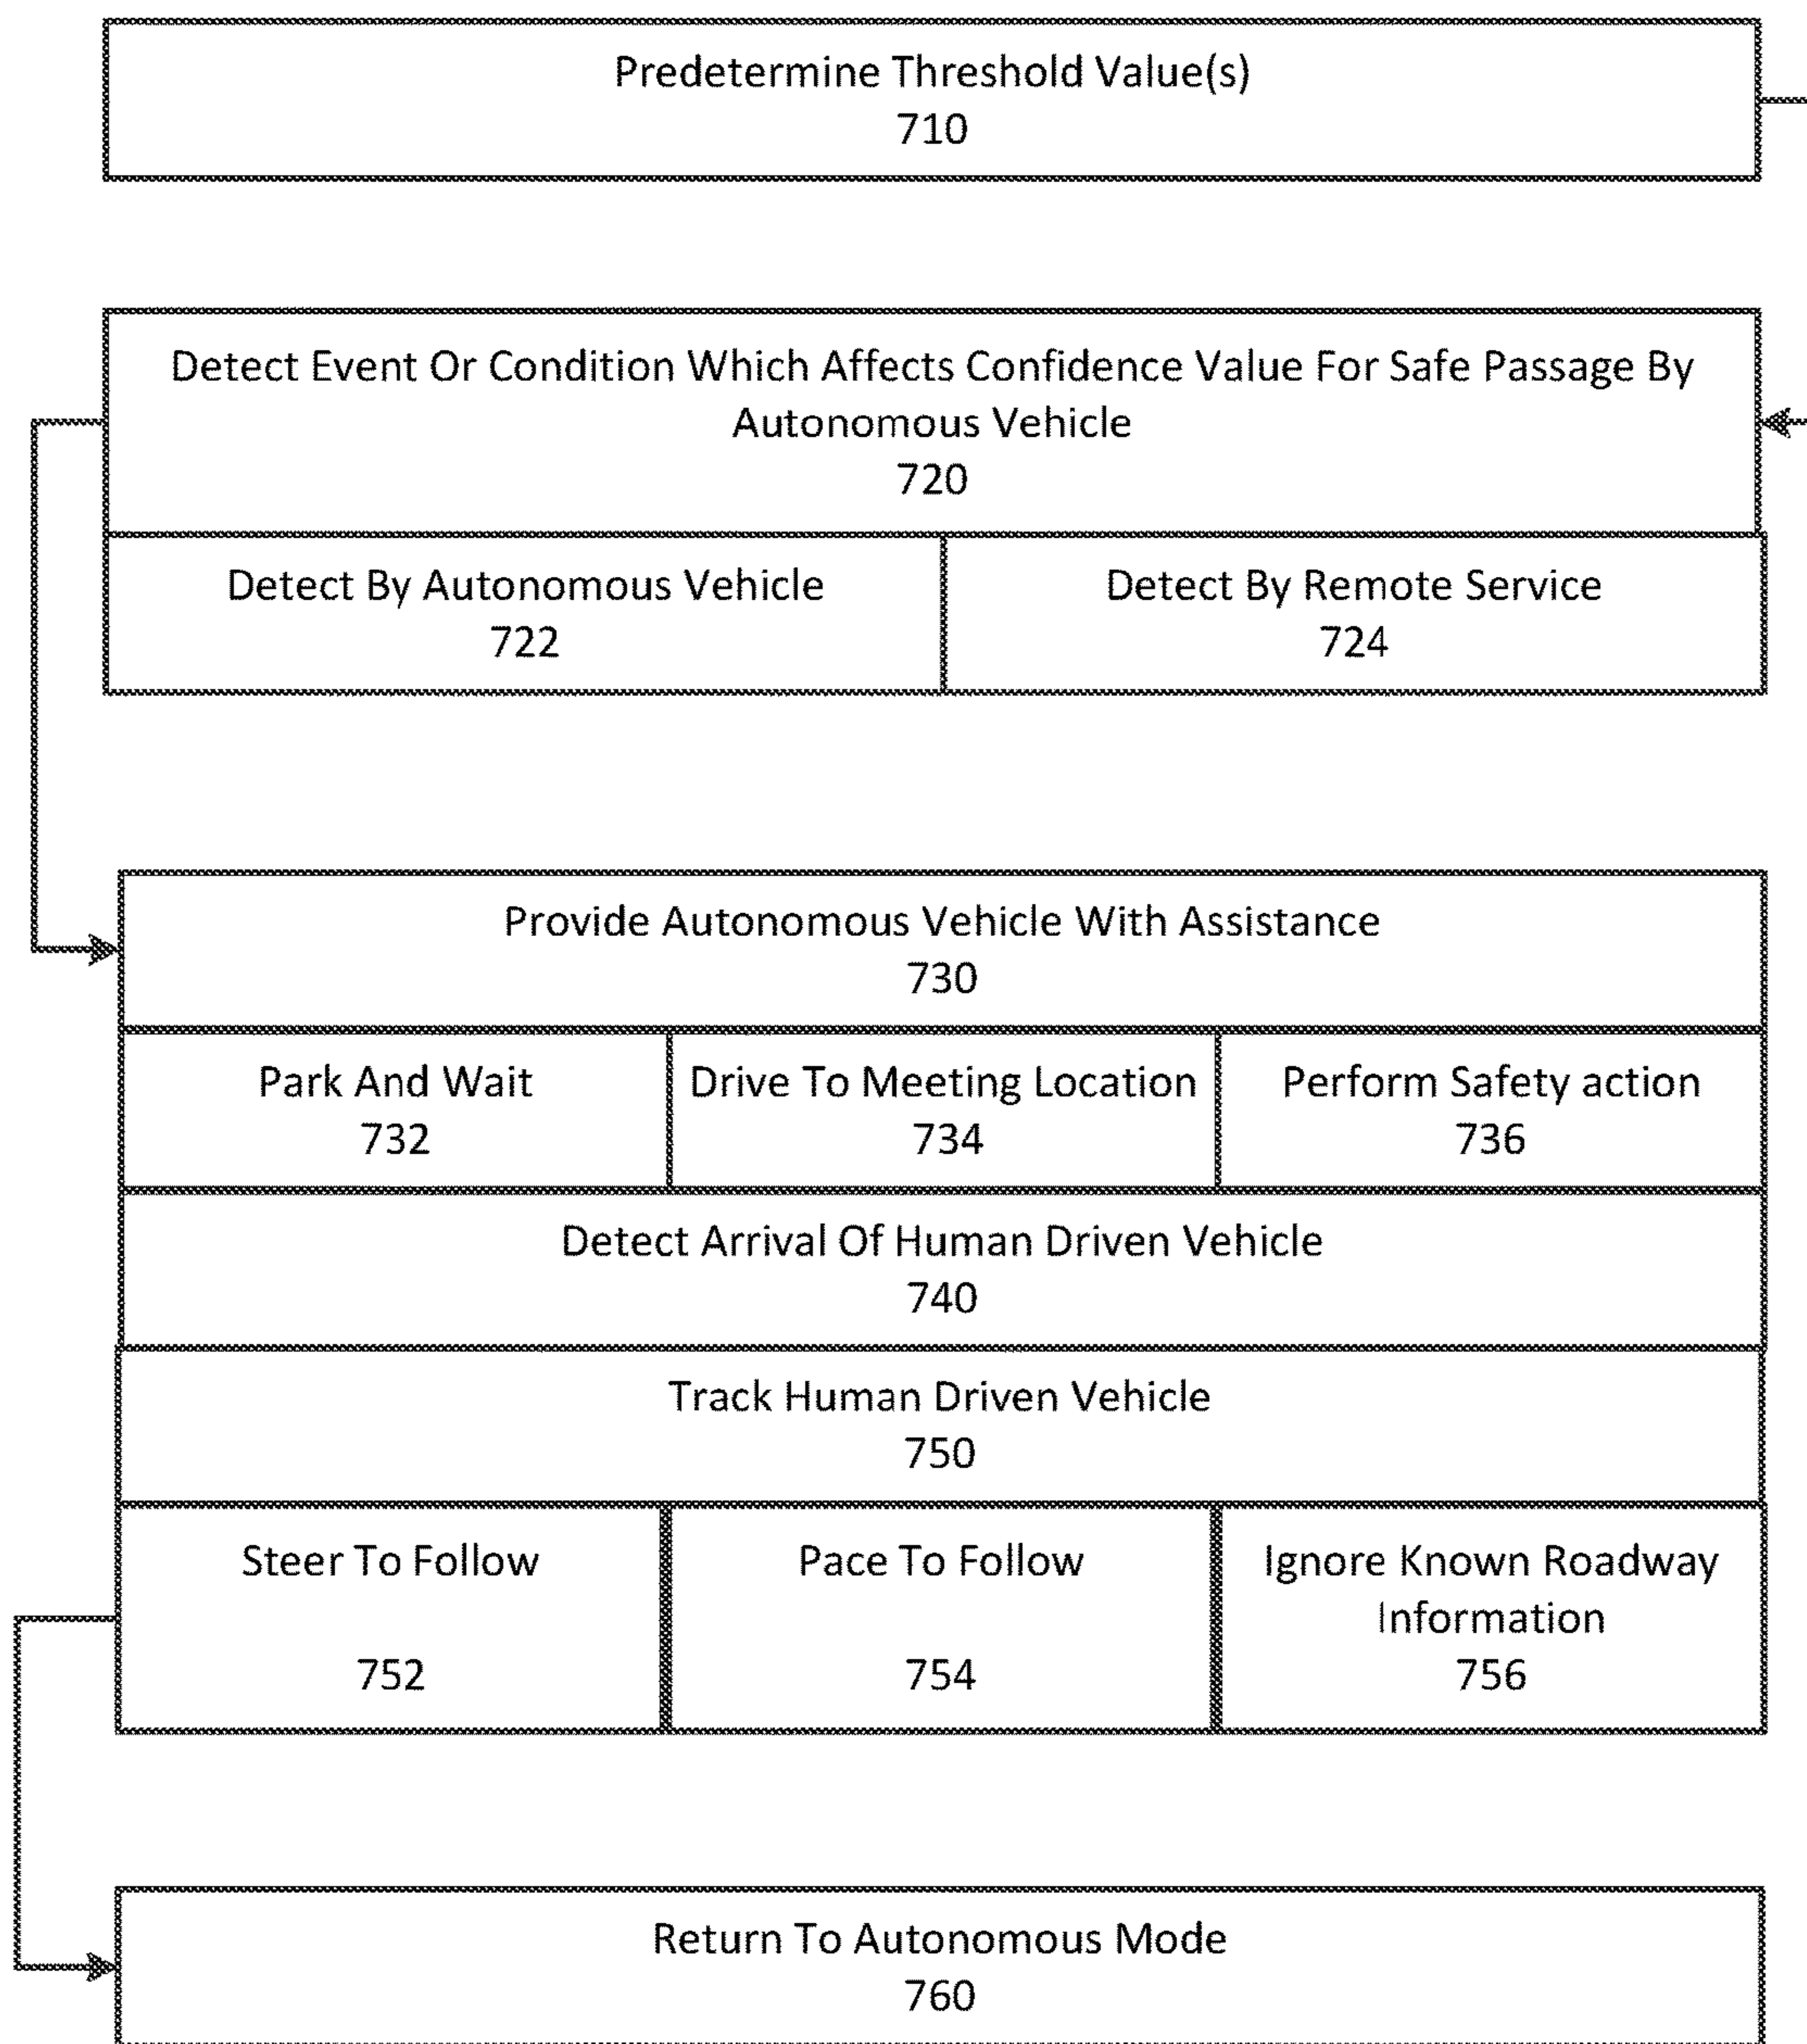 Predetermine Threshold Value(s)
710
Detect Event Or Condition Which Affects Confidence Value For Safe Passage By
Autonomous Vehicle
720
Detect By Autonomous Vehicle
722
Detect By Remote Service
724
Provide Autonomous Vehicle With Assistance
730
Park And Wait
732
Drive To Meeting Location
734
Perform Safety action
736
Detect Arrival Of Human Driven Vehicle
740
Track Human Driven Vehicle
750
Steer To Follow
752
Pace To Follow
754
Ignore Known Roadway
Information
756
Return To Autonomous Mode
760